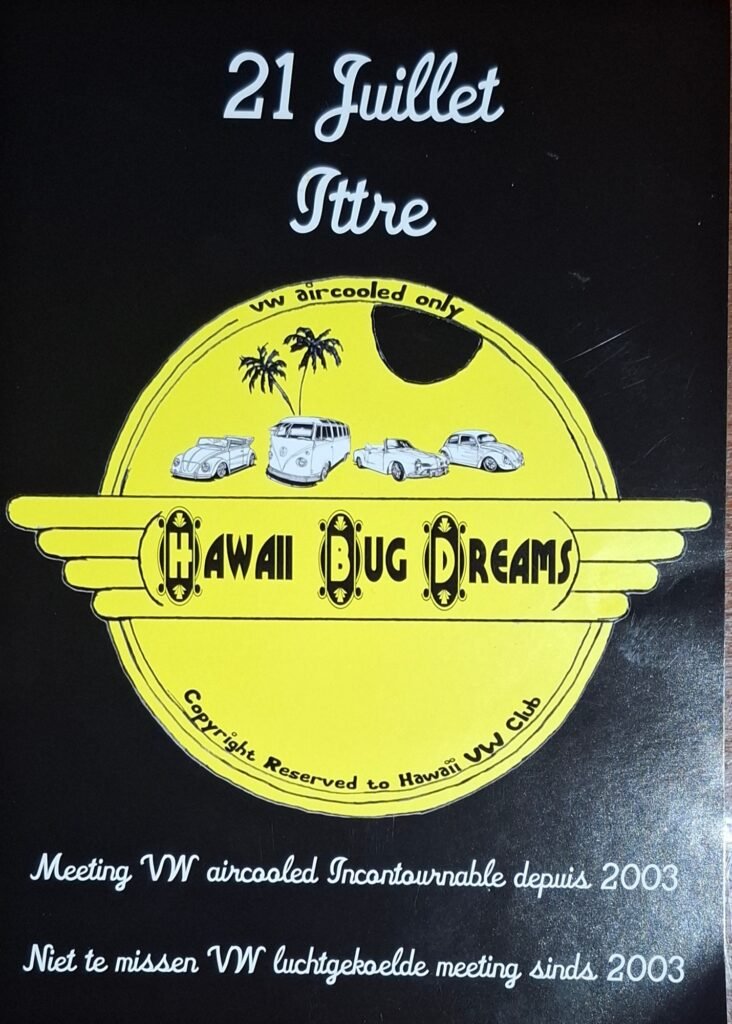 21 Juillet
Ittre
vw aircooled only
HAWAII BUG DREAMS
Copyright Reserved to Hawaii VW Club
Meeting VW aircooled Incontournable depuis 2003
Niet te missen VW luchtgekoelde meeting sinds 2003